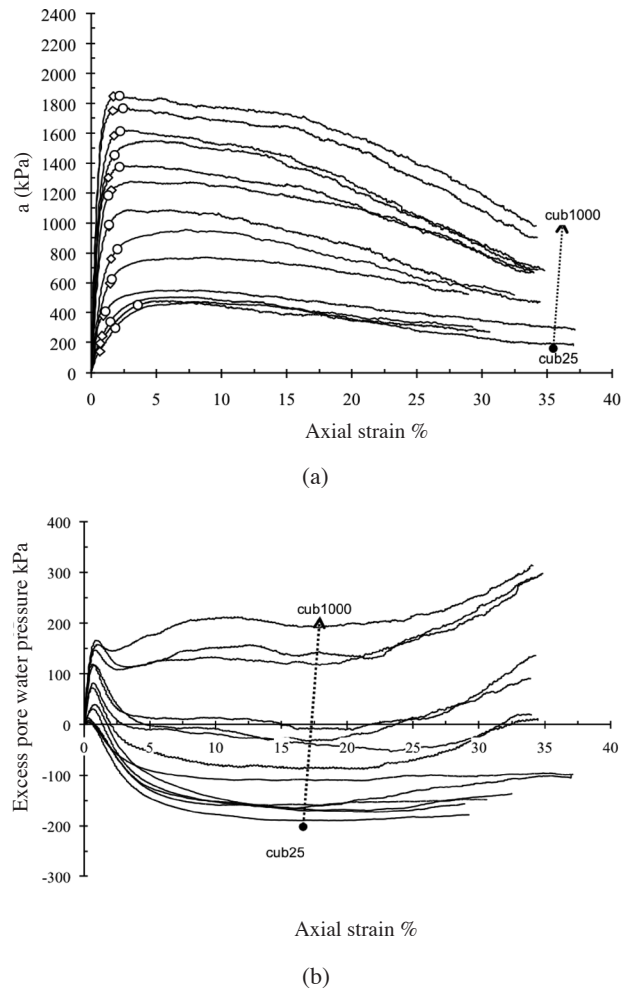 2400
2200
2000
1800
1600
1400
1200
1000
800
600
400
200
0
a (kPa)
cub1000
cub25
0 5 10 15 20 25 30 35 40
Axial strain %
(a)
400
300
200
100
0
-100
-200
-300
Excess pore water pressure kPa
cub1000
0 5 10 15 20 25 30 35 40
cub25
Axial strain %
(b)